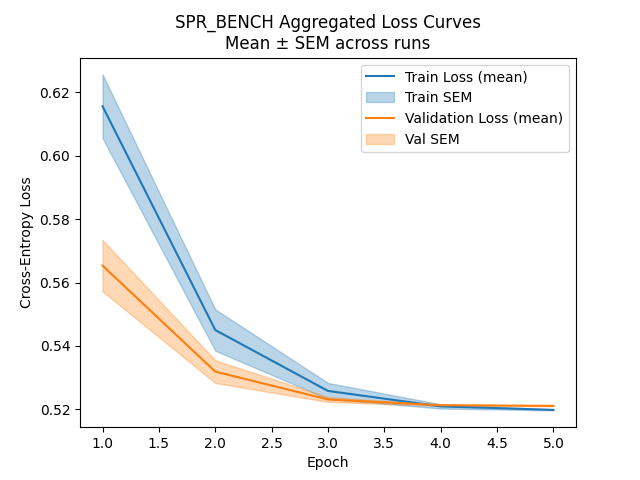 SPR_BENCH Aggregated Loss Curves
Mean ± SEM across runs
Train Loss (mean)
Train SEM
Validation Loss (mean)
Val SEM
Cross-Entropy Loss
0.62
0.60
0.58
0.56
0.54
0.52
1.0 1.5 2.0 2.5 3.0 3.5 4.0 4.5 5.0
Epoch